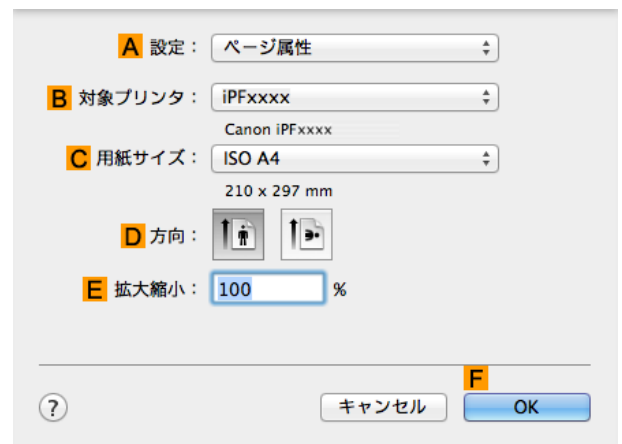 A 設定： ページ属性
B 対象プリンタ： iPFxxxx
Canon iPFxxxx
C 用紙サイズ： ISO A4
210 x 297 mm
D 方向：
E 拡大縮小： 100 %
F
? キャンセル OK